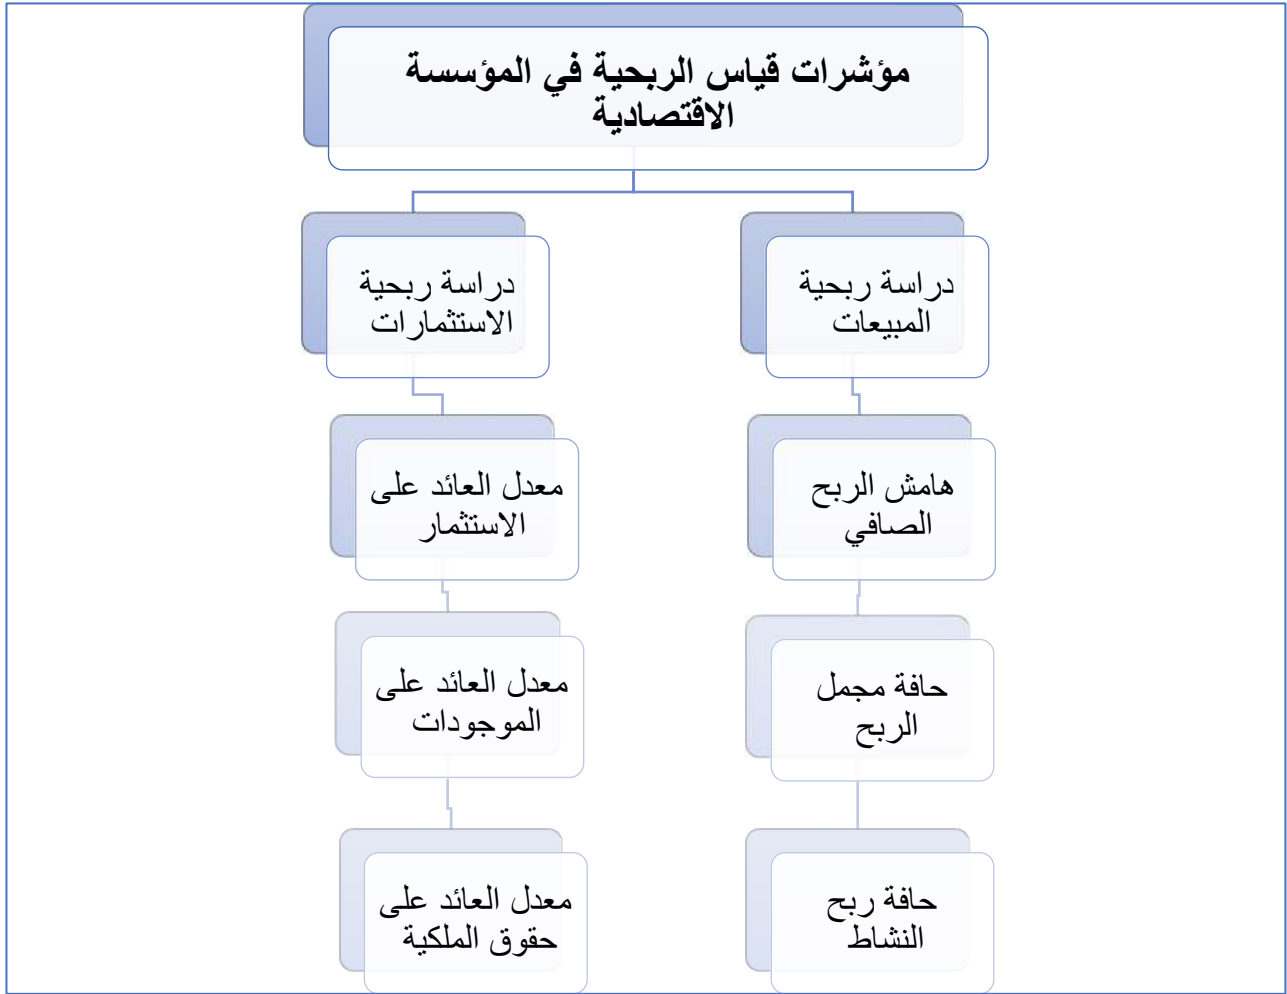 مؤشرات قياس الربحية في المؤسسة
الاقتصادية
دراسة ربحية
المبيعات
هامش الربح
الصافي
حافة مجمل
الربح
حافة ربح
النشاط
دراسة ربحية
الاستثمارات
معدل العائد على
الاستثمار
معدل العائد على
الموجودات
معدل العائد على
حقوق الملكية